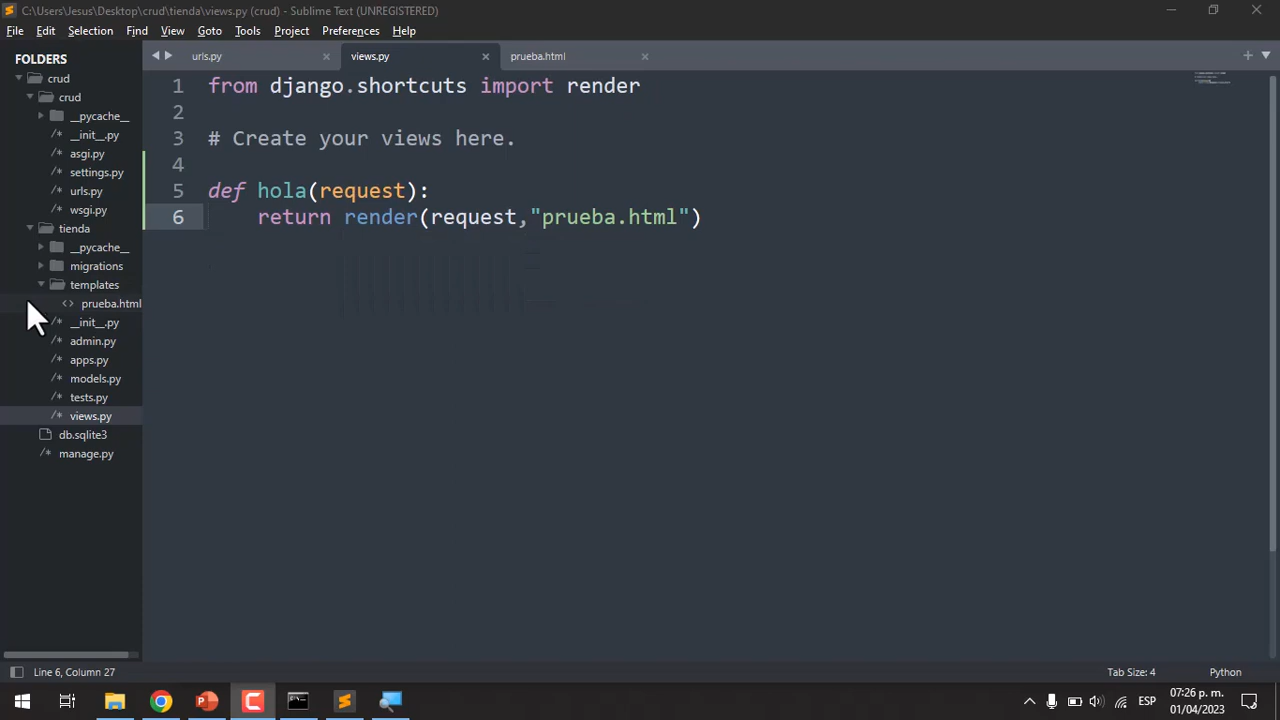 C:\Users\Jesus\Desktop\crud\tienda\views.py (crud) - Sublime Text (UNREGISTERED)
File Edit Selection Find View Goto Tools Project Preferences Help
FOLDERS
crud
crud
__pycache__
__init__.py
asgi.py
settings.py
urls.py
wsgi.py
tienda
__pycache__
migrations
templates
prueba.html
__init__.py
admin.py
apps.py
models.py
tests.py
views.py
db.sqlite3
manage.py
urls.py views.py prueba.html
1 from django.shortcuts import render
2
3 # Create your views here.
4
5 def hola(request):
6 return render(request,"prueba.html")
Line 6, Column 27 Tab Size: 4 Python
ESP 07:26 p. m.
01/04/2023